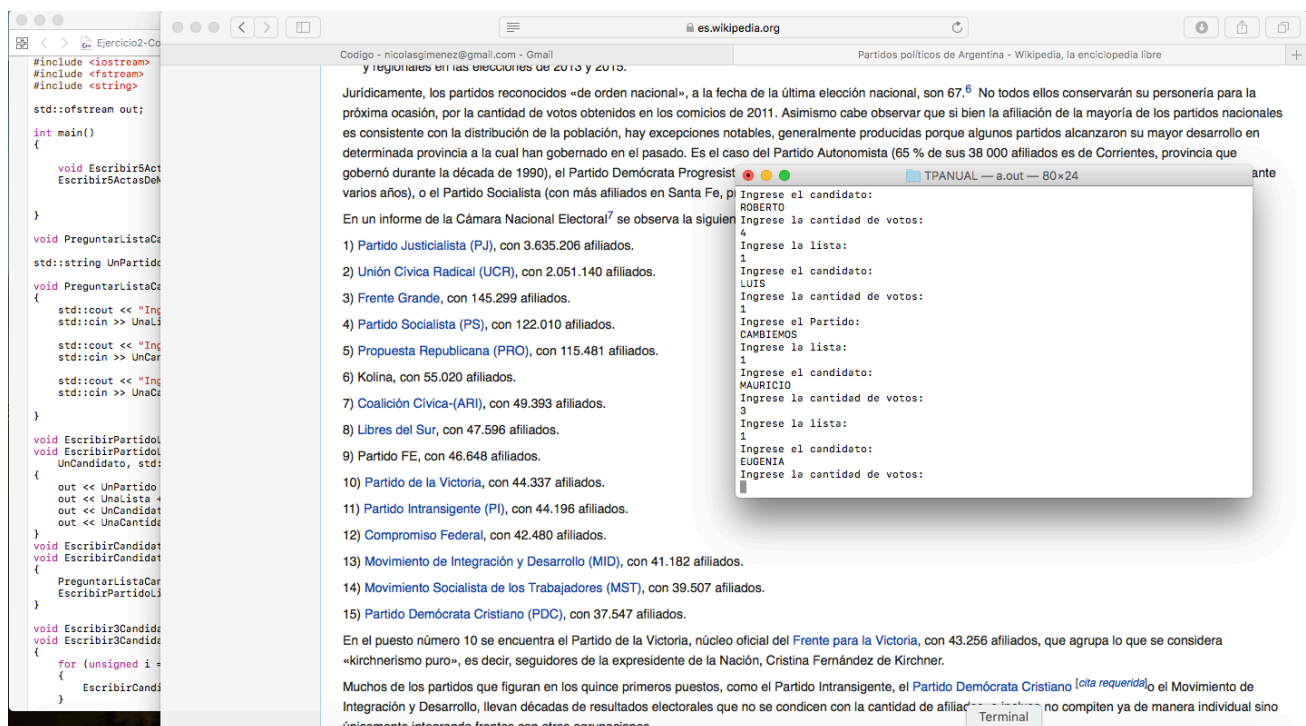 Ejercicio2-Co
#include <iostream>
#include <fstream>
#include <string>
std::ofstream out;
int main()
{
void Escribir5Act
Escribir5ActasDeM
}
void PreguntarListaCa
std::string UnPartido
void PreguntarListaCa
{
std::cout << "Ing
std::cin >> UnaLi
std::cout << "Ing
std::cin >> UnCan
std::cout << "Ing
std::cin >> UnaCa
}
void EscribirPartidoL
void EscribirPartidoL
UnCandidato, std:
{
out << UnPartido
out << UnaLista +
out << UnCandidat
out << UnaCantida
}
void EscribirCandidat
void EscribirCandidat
{
PreguntarListaCan
EscribirPartidoLi
}
void Escribir3Candida
void Escribir3Candida
{
for (unsigned i =
{
EscribirCandi
}
es.wikipedia.org
Codigo - nicolasgimenez@gmail.com - Gmail
Partidos políticos de Argentina - Wikipedia, la enciclopedia libre
y regionales en las elecciones de 2013 y 2015.
Jurídicamente, los partidos reconocidos «de orden nacional», a la fecha de la última elección nacional, son 67.6 No todos ellos conservarán su personería para la
próxima ocasión, por la cantidad de votos obtenidos en los comicios de 2011. Asimismo cabe observar que si bien la afiliación de la mayoría de los partidos nacionales
es consistente con la distribución de la población, hay excepciones notables, generalmente producidas porque algunos partidos alcanzaron su mayor desarrollo en
determinada provincia a la cual han gobernado en el pasado. Es el caso del Partido Autonomista (65 % de sus 38 000 afiliados es de Corrientes, provincia que
gobernó durante la década de 1990), el Partido Demócrata Progresist ante
varios años), o el Partido Socialista (con más afiliados en Santa Fe, p
En un informe de la Cámara Nacional Electoral7 se observa la siguien
1) Partido Justicialista (PJ), con 3.635.206 afiliados.
2) Unión Cívica Radical (UCR), con 2.051.140 afiliados.
3) Frente Grande, con 145.299 afiliados.
4) Partido Socialista (PS), con 122.010 afiliados.
5) Propuesta Republicana (PRO), con 115.481 afiliados.
6) Kolina, con 55.020 afiliados.
7) Coalición Cívica-(ARI), con 49.393 afiliados.
8) Libres del Sur, con 47.596 afiliados.
9) Partido FE, con 46.648 afiliados.
10) Partido de la Victoria, con 44.337 afiliados.
11) Partido Intransigente (PI), con 44.196 afiliados.
12) Compromiso Federal, con 42.480 afiliados.
13) Movimiento de Integración y Desarrollo (MID), con 41.182 afiliados.
14) Movimiento Socialista de los Trabajadores (MST), con 39.507 afiliados.
15) Partido Demócrata Cristiano (PDC), con 37.547 afiliados.
En el puesto número 10 se encuentra el Partido de la Victoria, núcleo oficial del Frente para la Victoria, con 43.256 afiliados, que agrupa lo que se considera
«kirchnerismo puro», es decir, seguidores de la expresidente de la Nación, Cristina Fernández de Kirchner.
Muchos de los partidos que figuran en los quince primeros puestos, como el Partido Intransigente, el Partido Demócrata Cristiano [cita requerida]o el Movimiento de
Integración y Desarrollo, llevan décadas de resultados electorales que no se condicen con la cantidad de afiliados, o incluso no compiten ya de manera individual sino
únicamente integrando frentes con otras agrupaciones.
TPANUAL — a.out — 80×24
Ingrese el candidato:
ROBERTO
Ingrese la cantidad de votos:
4
Ingrese la lista:
1
Ingrese el candidato:
LUIS
Ingrese la cantidad de votos:
1
Ingrese el Partido:
CAMBIEMOS
Ingrese la lista:
1
Ingrese el candidato:
MAURICIO
Ingrese la cantidad de votos:
3
Ingrese la lista:
1
Ingrese el candidato:
EUGENIA
Ingrese la cantidad de votos:
Terminal